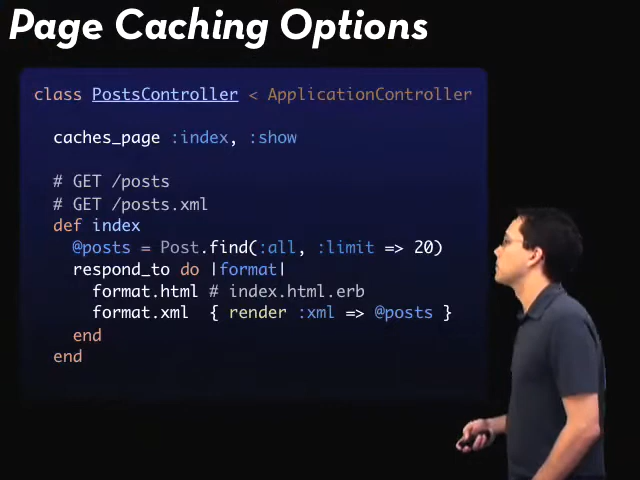 Page Caching Options
class PostsController < ApplicationController
caches_page :index, :show
# GET /posts
# GET /posts.xml
def index
@posts = Post.find(:all, :limit => 20)
respond_to do |format|
format.html # index.html.erb
format.xml { render :xml => @posts }
end
end